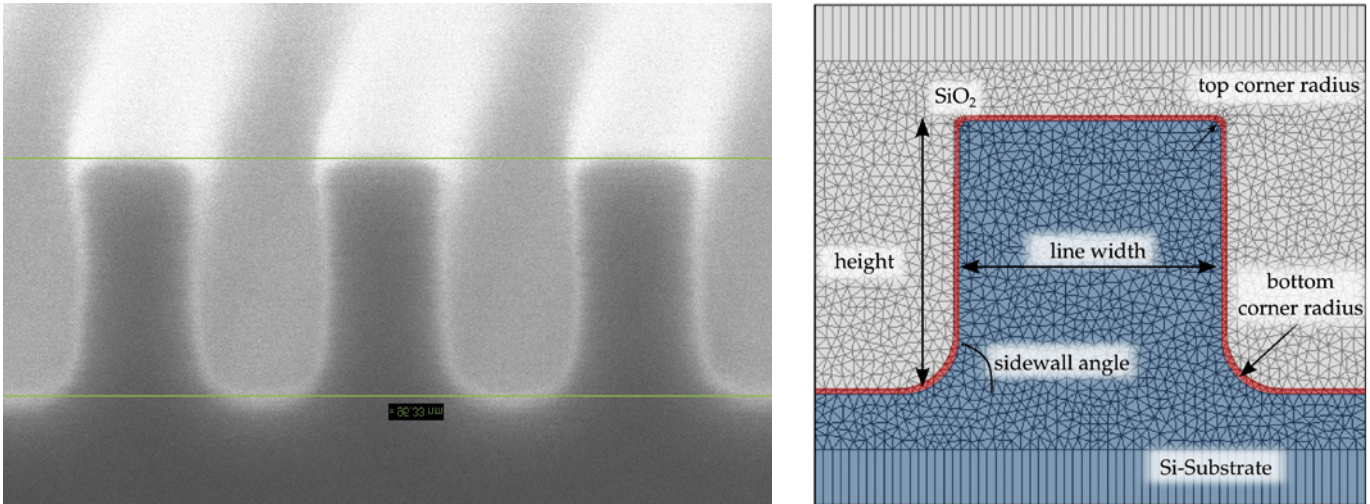 SiO₂
top corner radius
height
line width
bottom
corner radius
sidewall angle
Si-Substrate